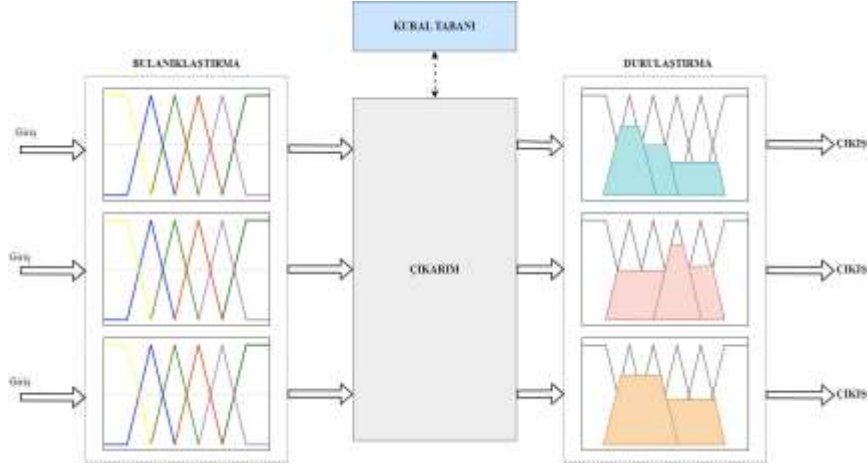 KURAL TABANI
BULANIKLAŞTIRMA
DURULAŞTIRMA
Giriş
ÇIKIŞ
Giriş
ÇIKARIM
ÇIKIŞ
Giriş
ÇIKIŞ